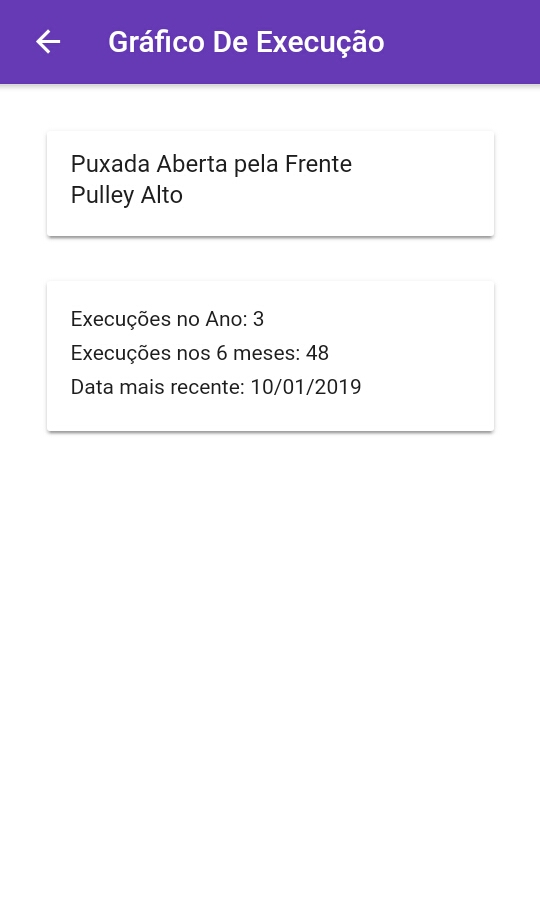 Gráfico De Execução
Puxada Aberta pela Frente
Pulley Alto
Execuções no Ano: 3
Execuções nos 6 meses: 48
Data mais recente: 10/01/2019